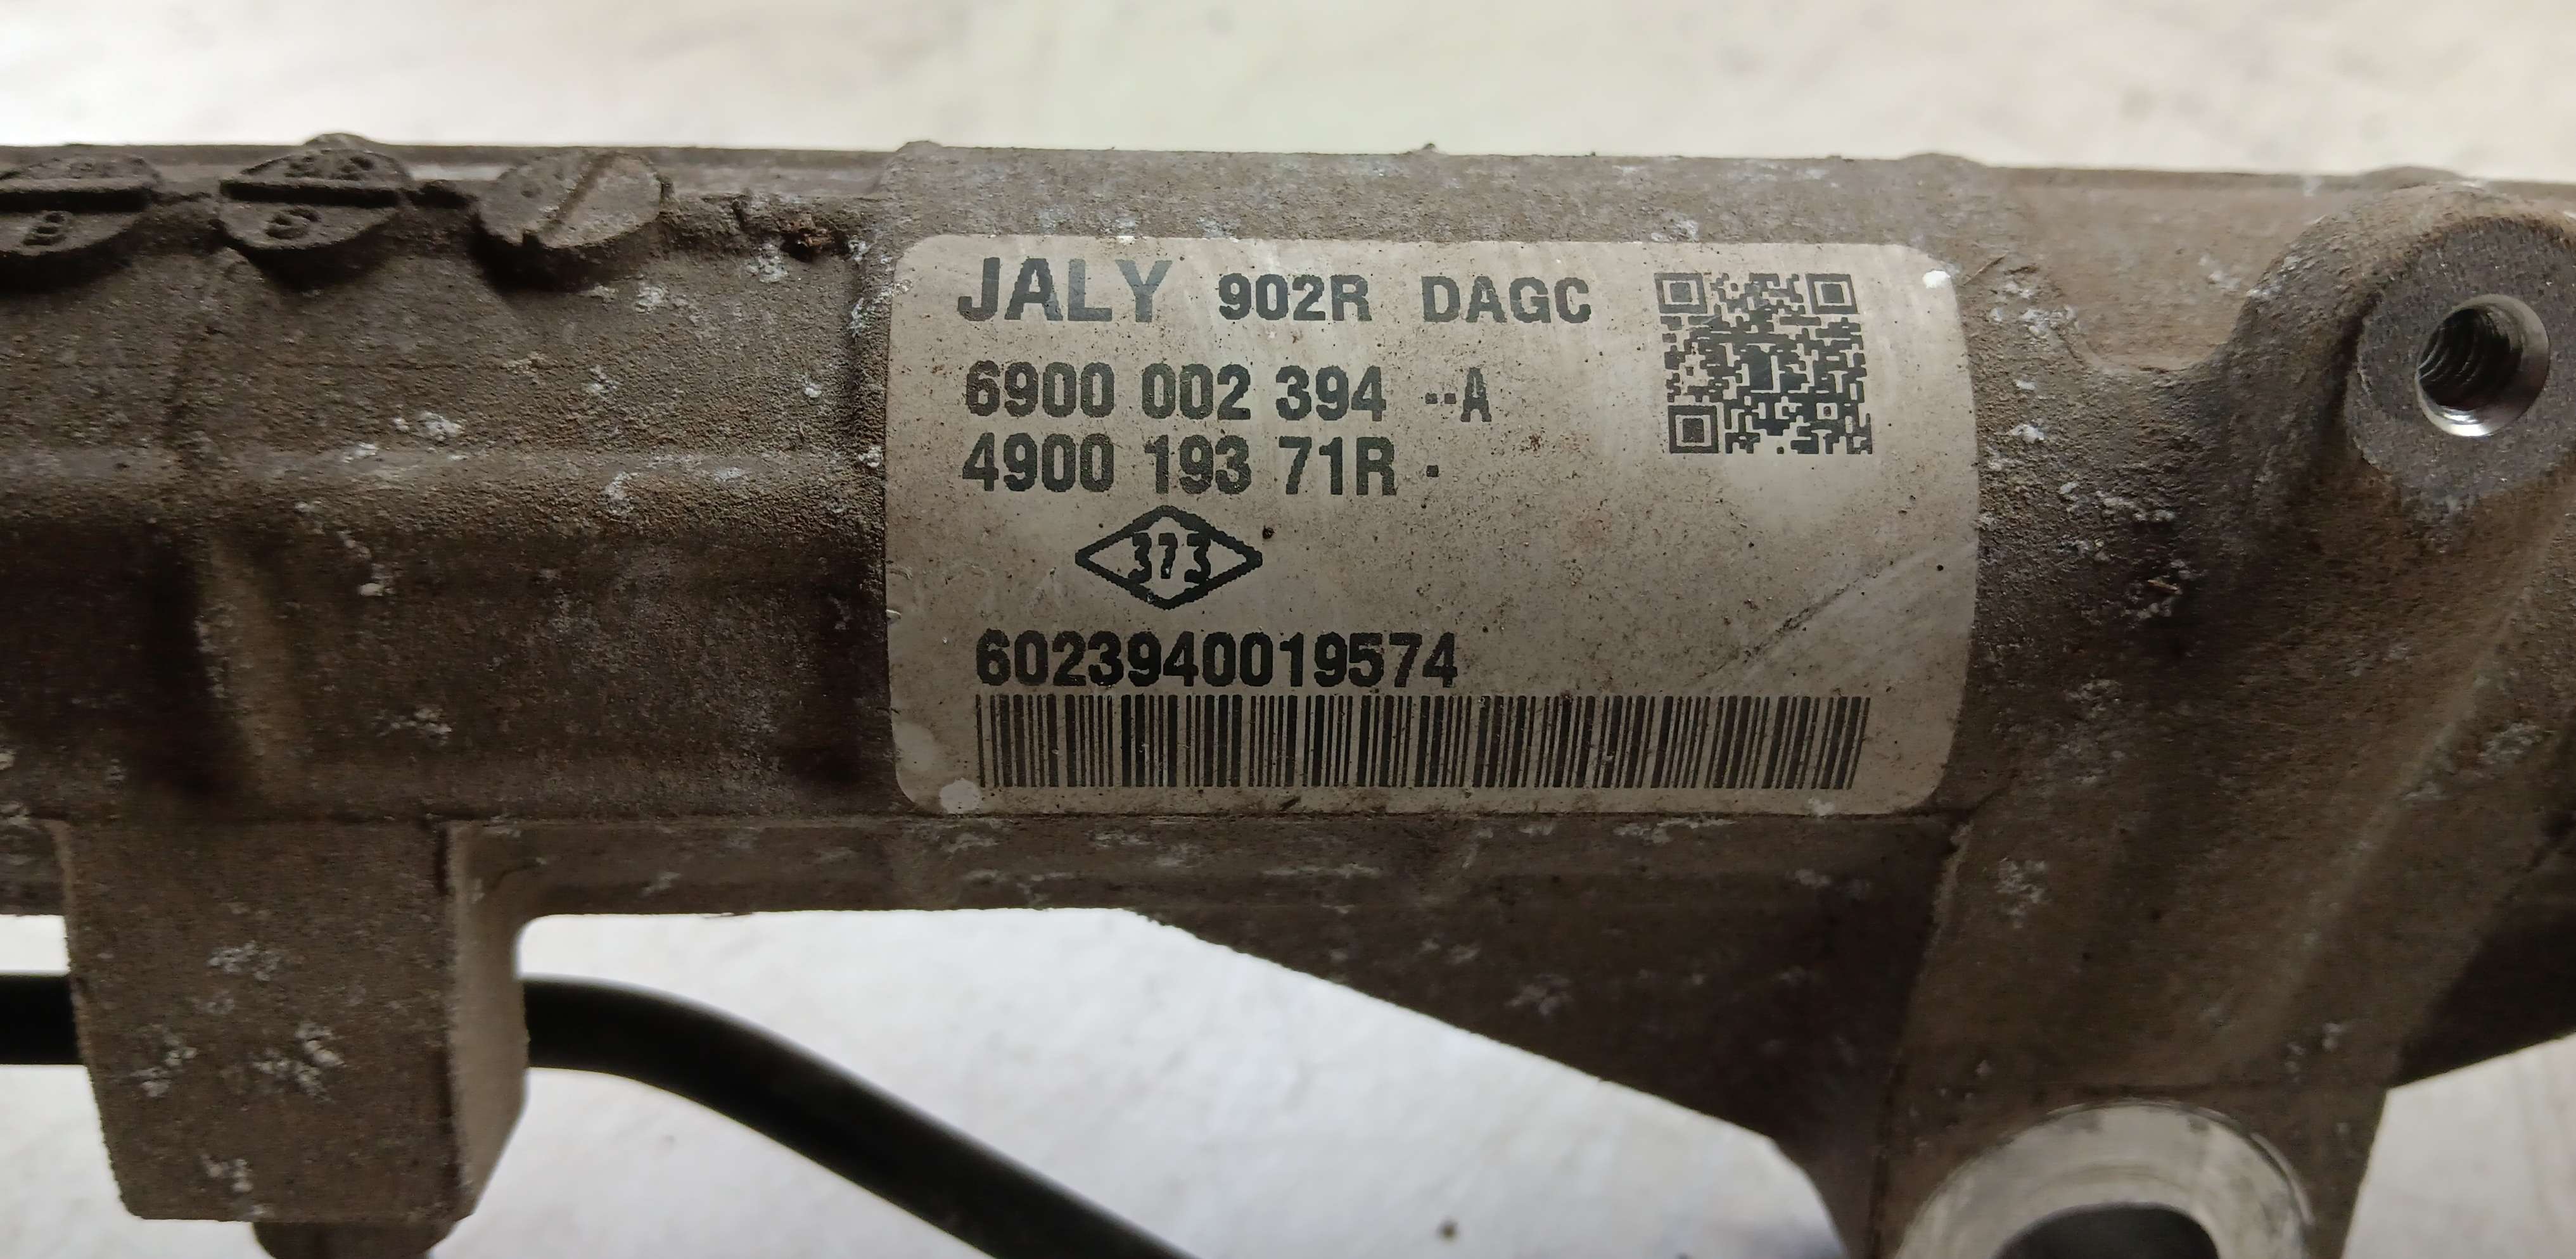 JALY 902R DAGC
6900 002 394 --A
4900 193 71R -
373
6023940019574